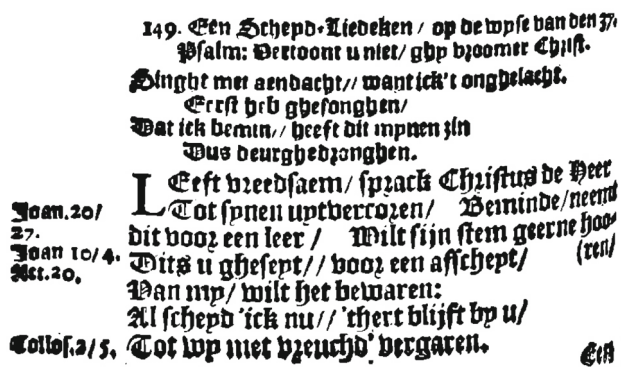 149. Een Schepd-Liedeken / op de wyse van den 37.
Psalm: Vertoont u niet / ghy vroomer Christ.
Singht met aendacht // want ick't onghelacht.
Eerst heb ghesonghen /
Dat ick bemin // heeft dit mynen zin
Dus deurghedronghen.
LEeft vreedsaem / sprack Christus de Heer
Joan. 20 /
Tot synen uytvercoren / Beminde / neemt
27.
dit voor een leer / Wilt sijn stem geerne hoo-
(ren /
Joan 10 / 4.
Dits u gheseyt // voor een affscheyt /
Act. 20.
Van my / wilt het bewaren:
Al scheyd 'ick nu // 'thert blijft by u /
Collos. 2 / 5.
Tot wy met vreuchd' vergaren.
Een